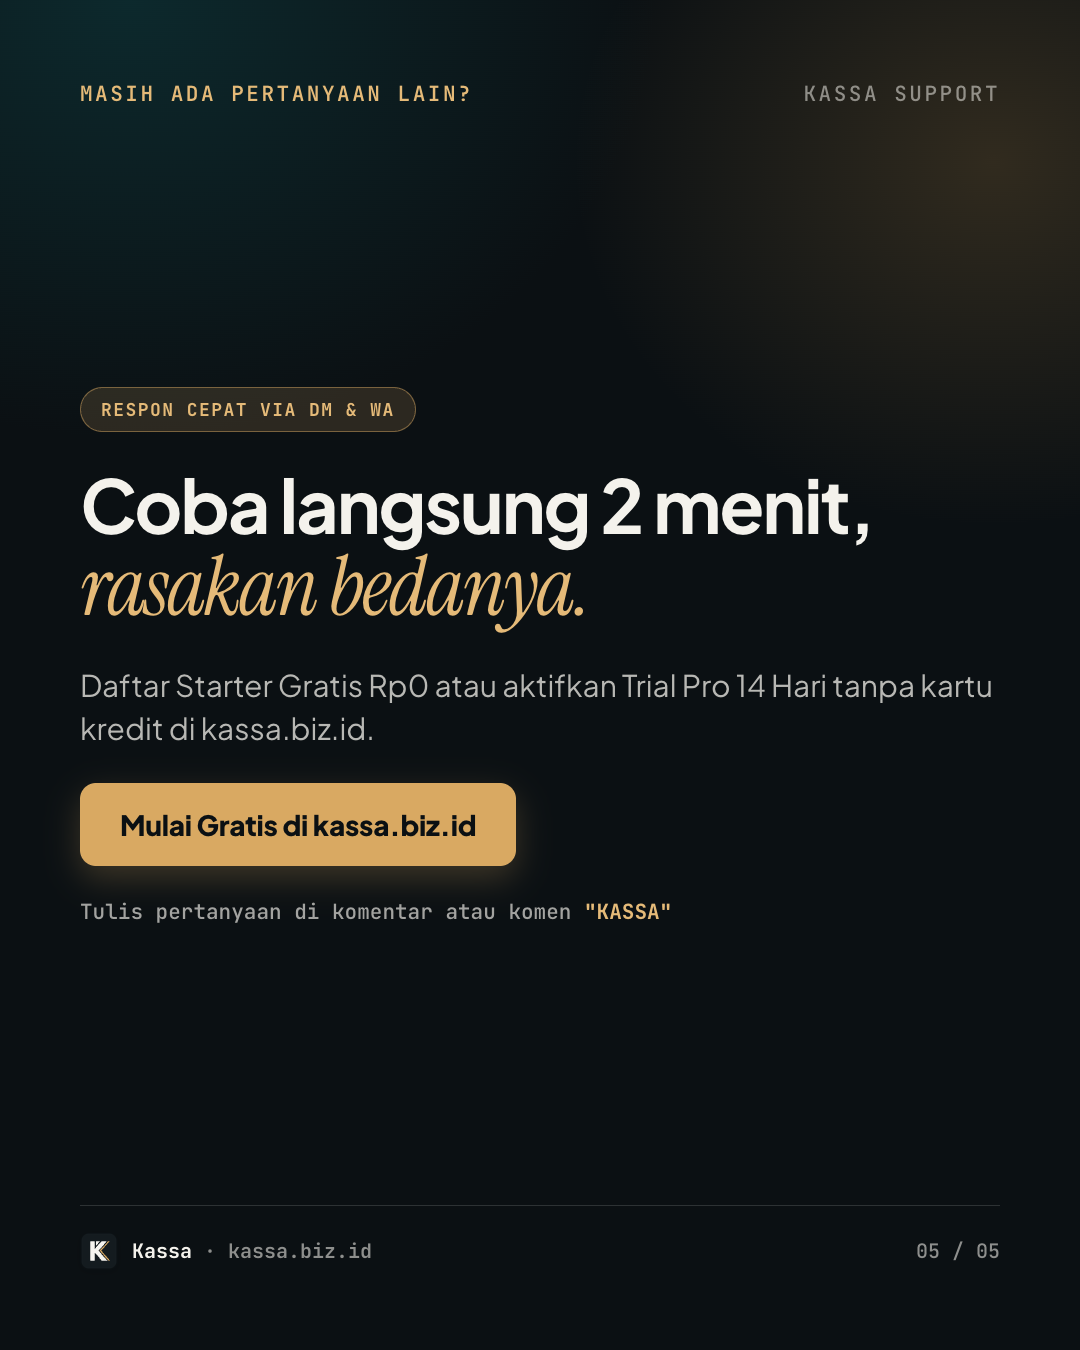 MASIH ADA PERTANYAAN LAIN?
KASSA SUPPORT
RESPON CEPAT VIA DM & WA
Coba langsung 2 menit,
rasakan bedanya.
Daftar Starter Gratis Rp0 atau aktifkan Trial Pro 14 Hari tanpa kartu
kredit di kassa.biz.id.
Mulai Gratis di kassa.biz.id
Tulis pertanyaan di komentar atau komen "KASSA"
K Kassa · kassa.biz.id
05 / 05